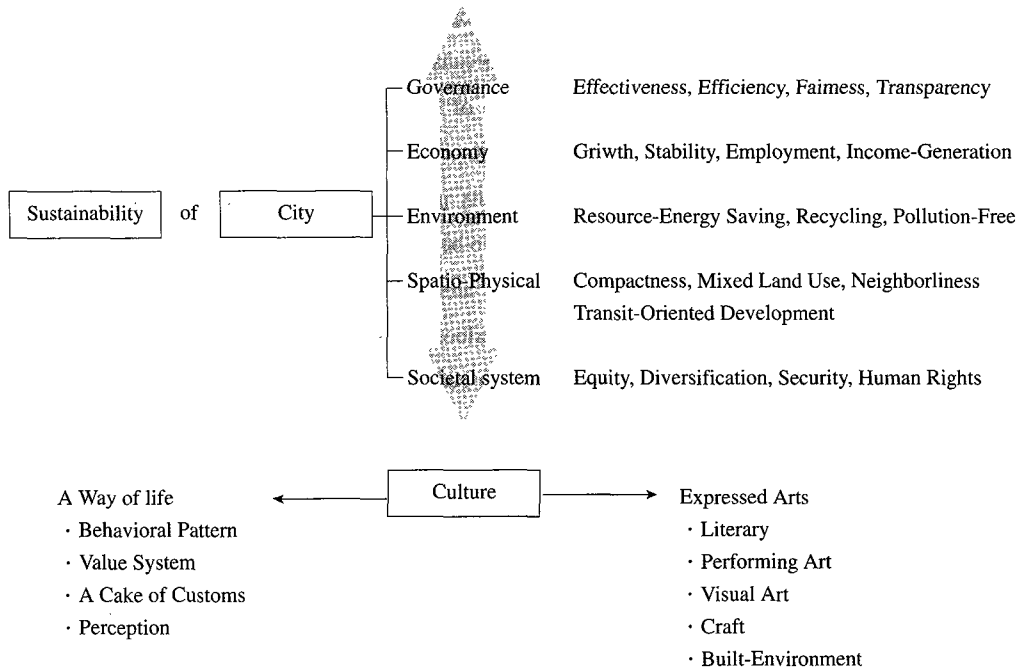 Governance Effectiveness, Efficiency, Fairness, Transparency
Economy Griwth, Stability, Employment, Income-Generation
Sustainability of City Environment Resource-Energy Saving, Recycling, Pollution-Free
Spatio-Physical Compactness, Mixed Land Use, Neighborliness
Transit-Oriented Development
Societal system Equity, Diversification, Security, Human Rights
Culture
A Way of life
· Behavioral Pattern
· Value System
· A Cake of Customs
· Perception
Expressed Arts
· Literary
· Performing Art
· Visual Art
· Craft
· Built-Environment